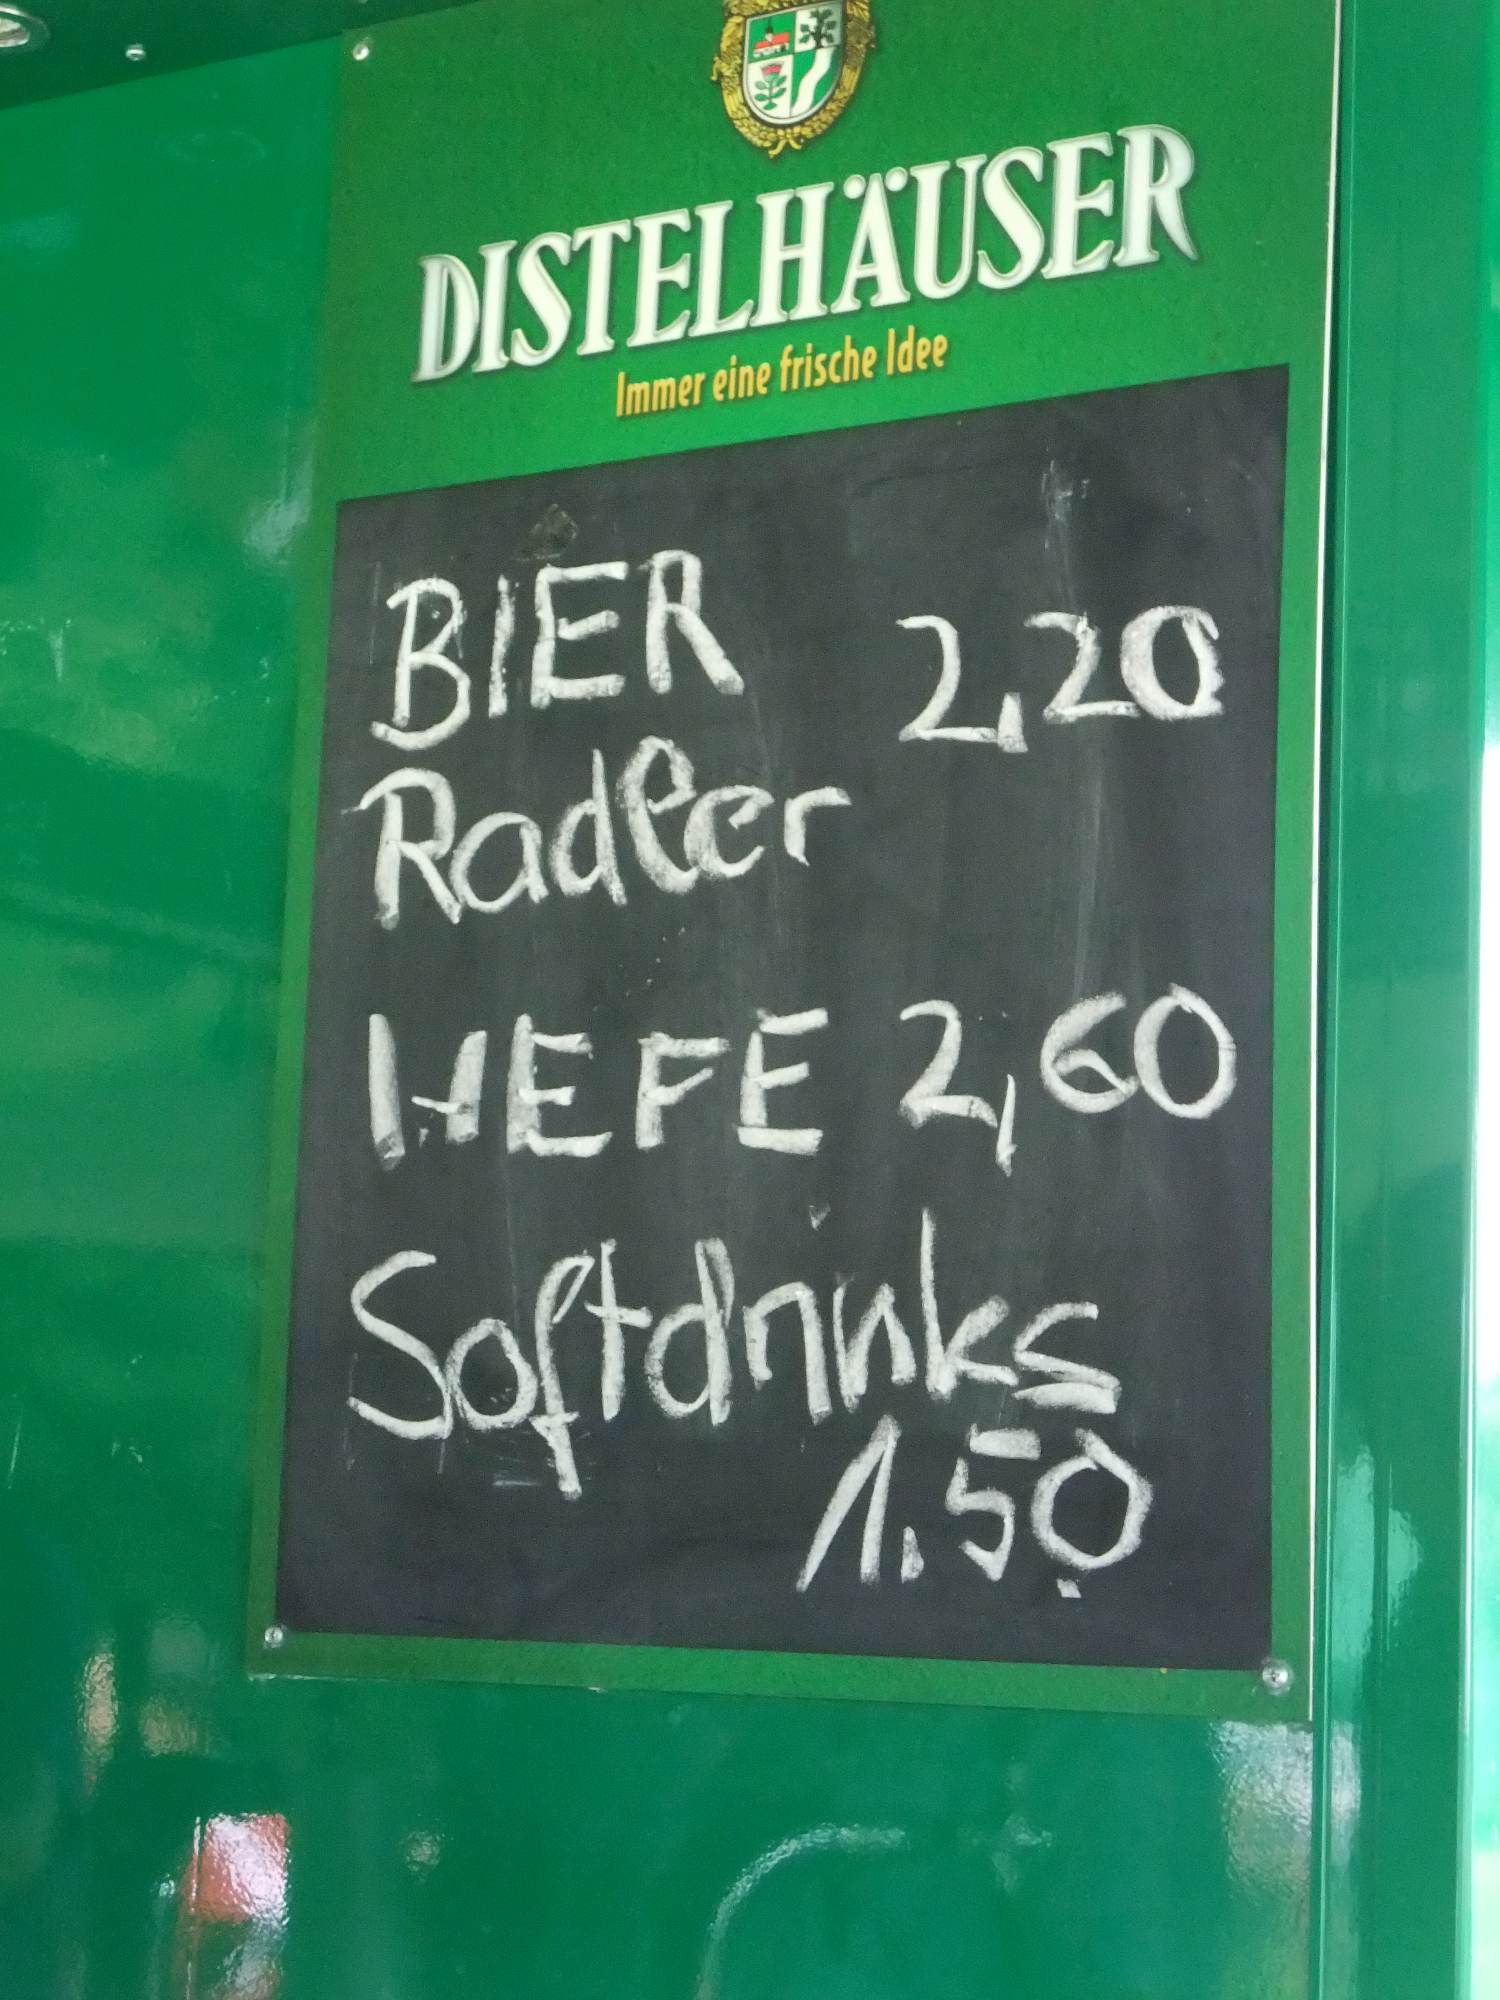 DISTELHÄUSER
Immer eine frische Idee
BIER 2,20
Radler
HEFE 2,60
Softdrinks
1.50